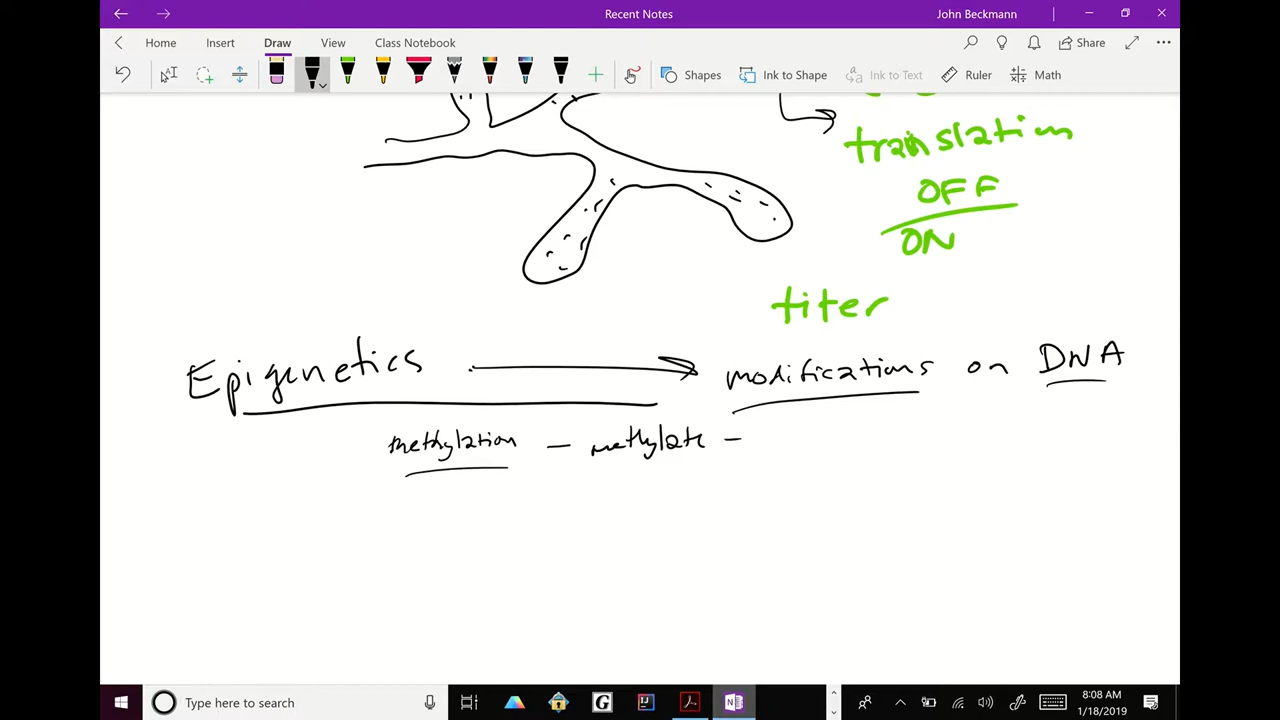 Recent Notes
John Beckmann
Home Insert Draw View Class Notebook
Share
Shapes
Ink to Shape
Ink to Text
Ruler
Math
translation
OFF
ON
titer
Epigenetics → modifications on DNA
methylation – methylate –
Type here to search
8:08 AM
1/18/2019